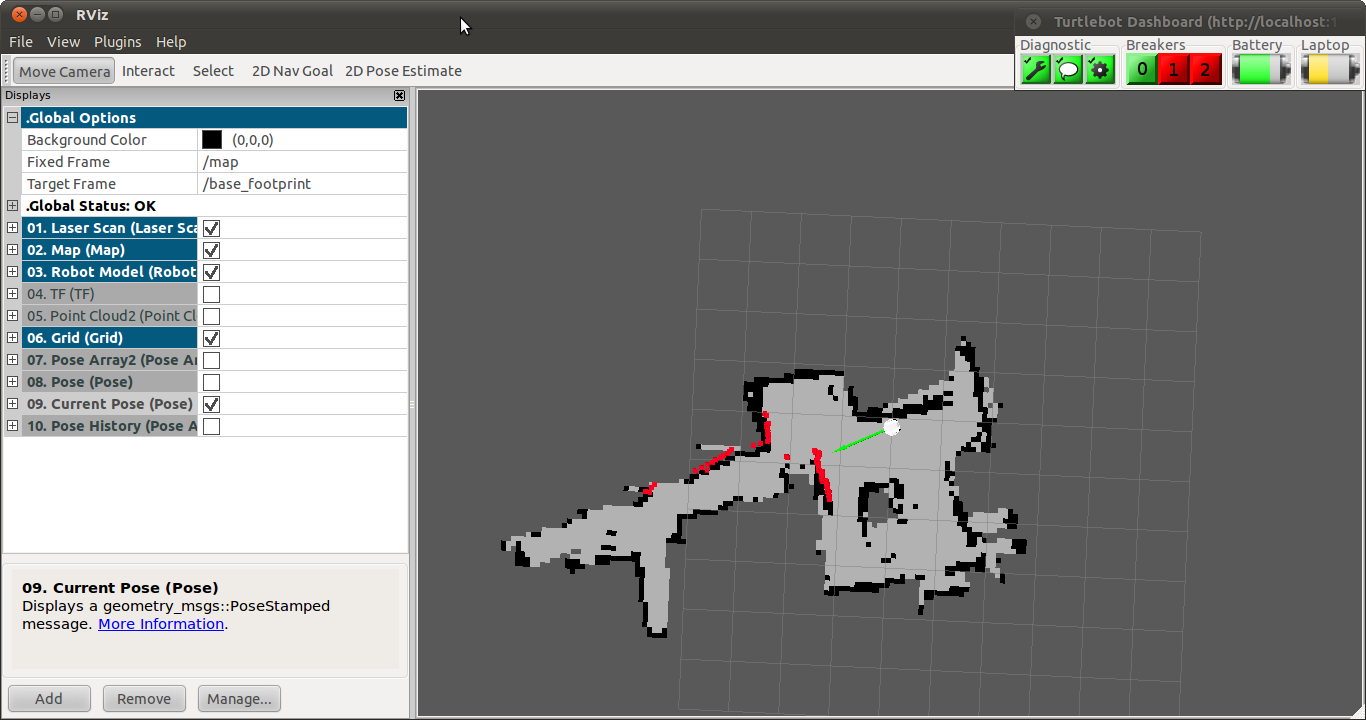 RViz
Turtlebot Dashboard (http://localhost:1
File View Plugins Help
Diagnostic Breakers Battery Laptop
0 1 2
Move Camera Interact Select 2D Nav Goal 2D Pose Estimate
Displays
.Global Options
Background Color (0,0,0)
Fixed Frame /map
Target Frame /base_footprint
.Global Status: OK
01. Laser Scan (Laser Sca
02. Map (Map)
03. Robot Model (Robot
04. TF (TF)
05. Point Cloud2 (Point Cl
06. Grid (Grid)
07. Pose Array2 (Pose Ar
08. Pose (Pose)
09. Current Pose (Pose)
10. Pose History (Pose A
09. Current Pose (Pose)
Displays a geometry_msgs::PoseStamped
message. More Information.
Add Remove Manage...